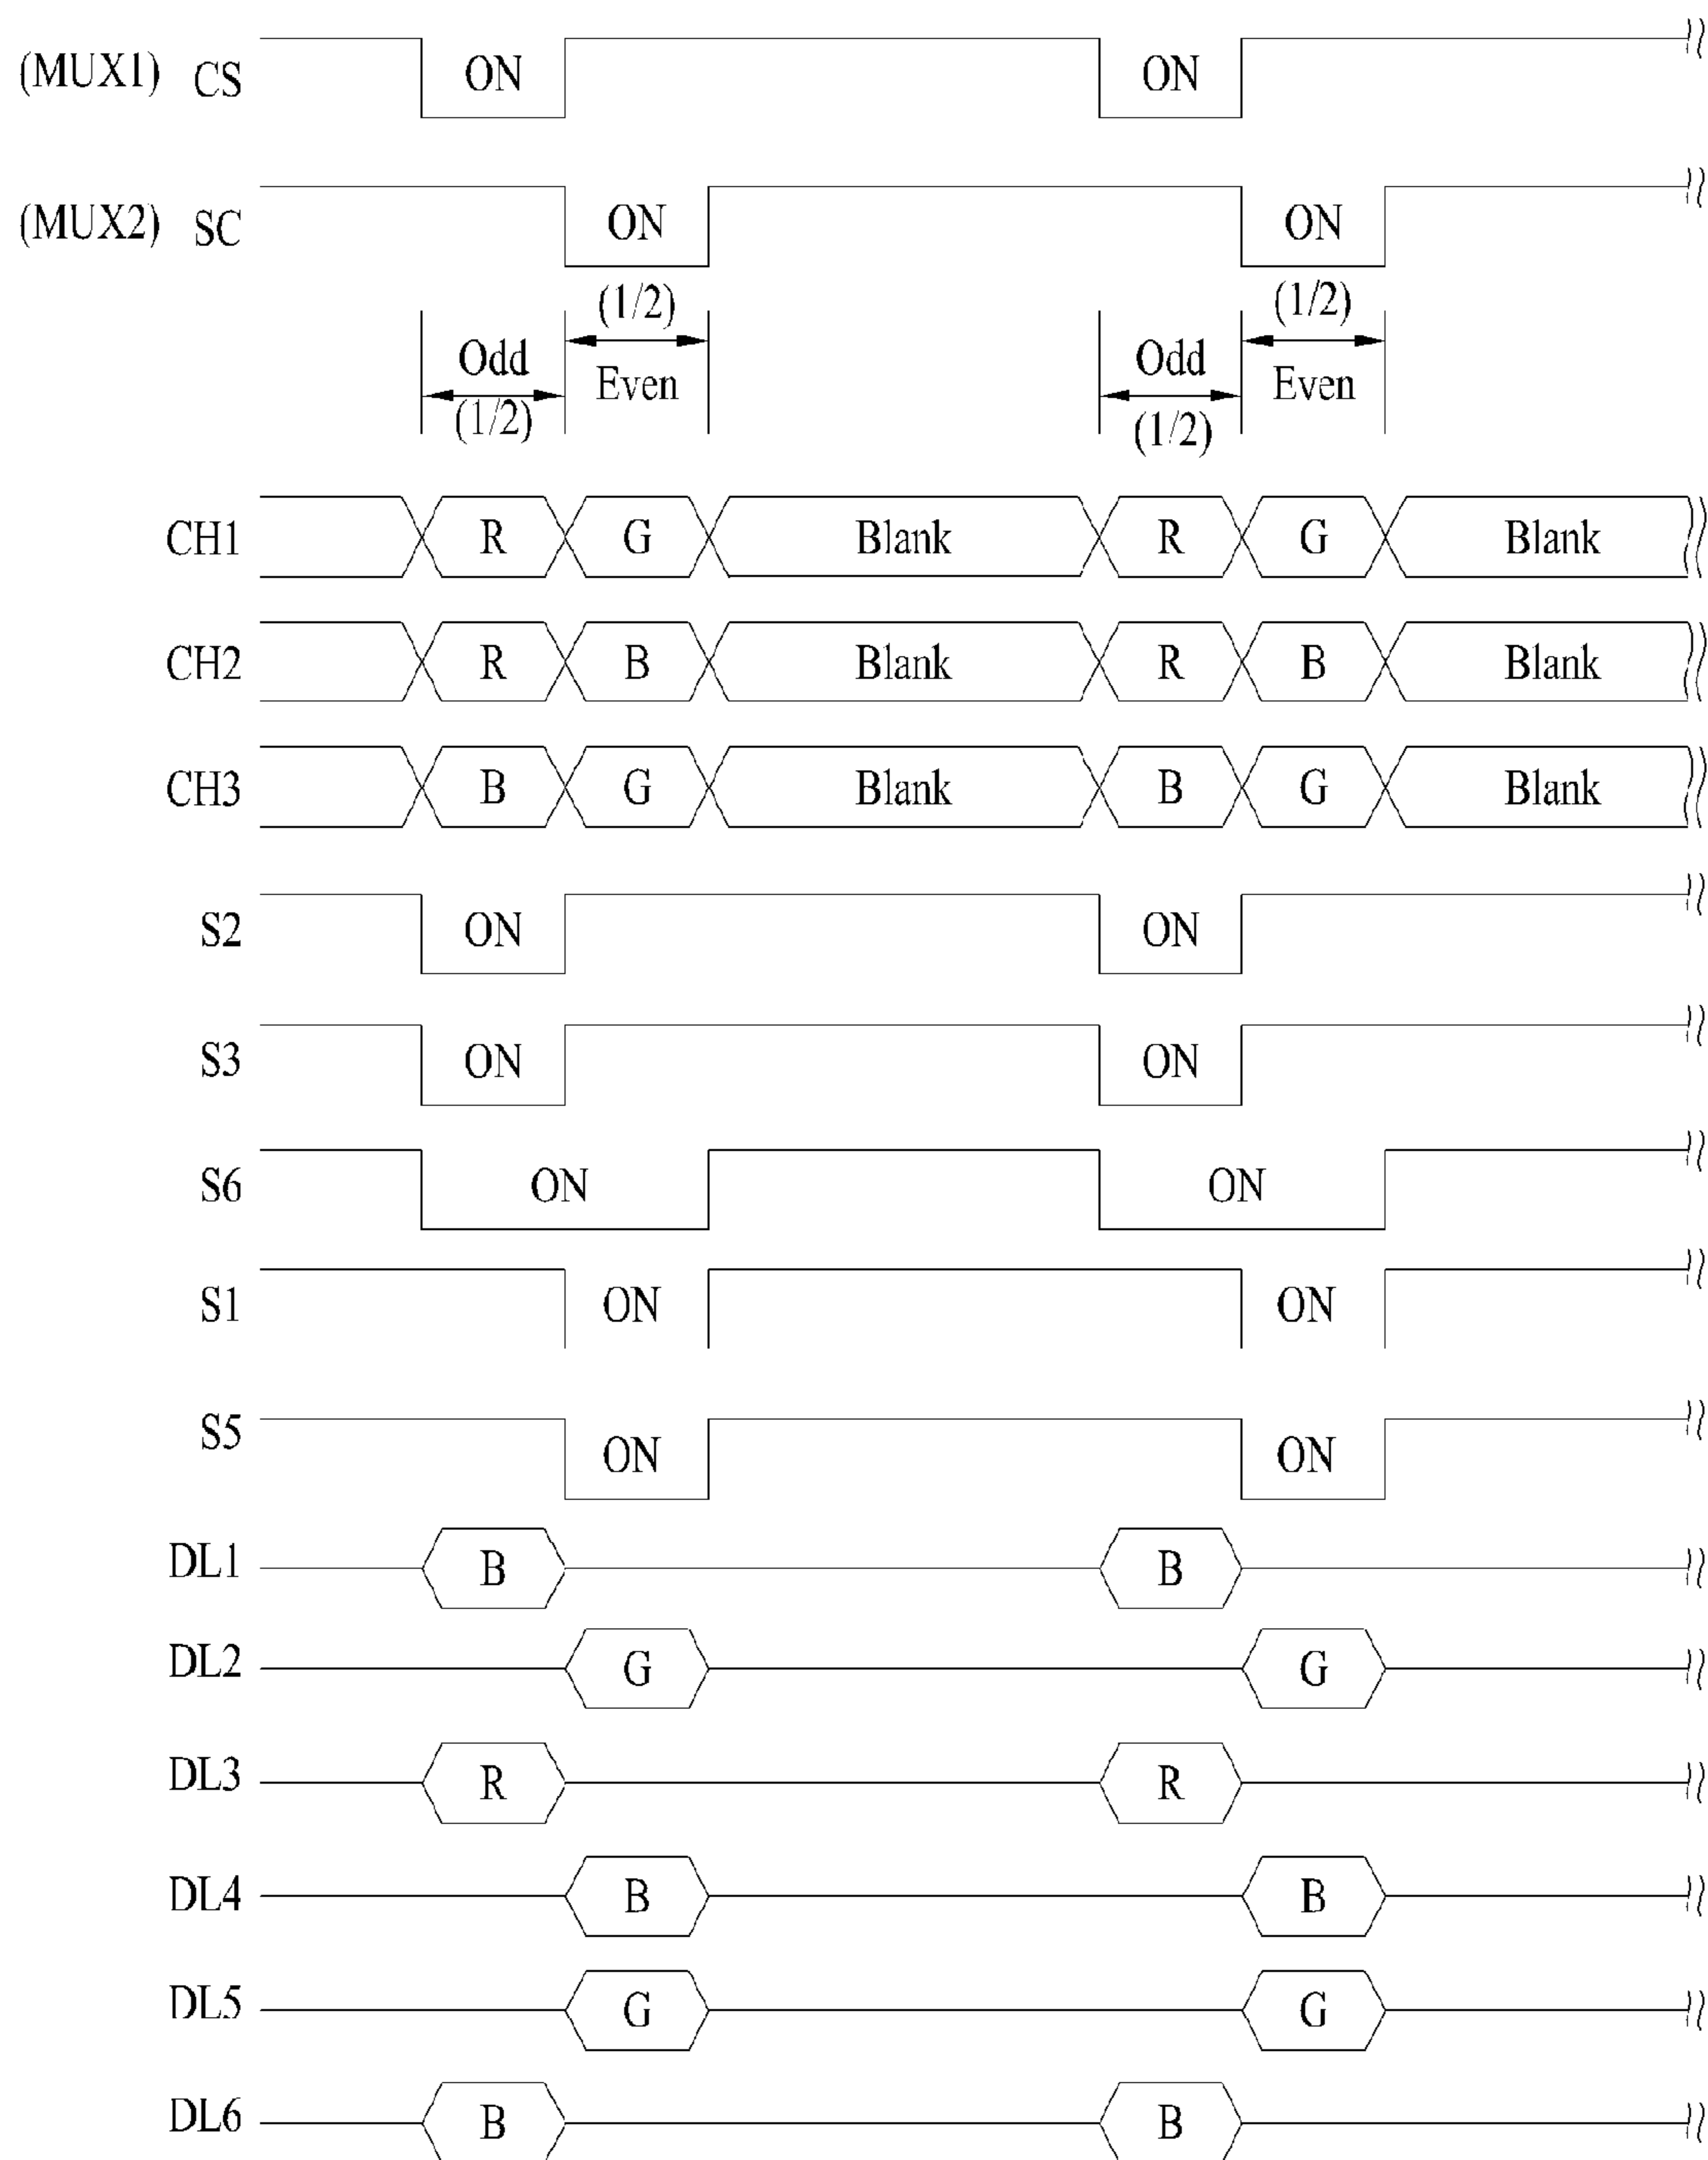 (MUX1) CS ON ON
(MUX2) SC ON ON
(1/2) (1/2)
Odd Odd
Even Even
(1/2) (1/2)
CH1 R G Blank R G Blank
CH2 R B Blank R B Blank
CH3 B G Blank B G Blank
S2 ON ON
S3 ON ON
S6 ON ON
S1 ON ON
S5 ON ON
DL1 B B
DL2 G G
DL3 R R
DL4 B B
DL5 G G
DL6 B B